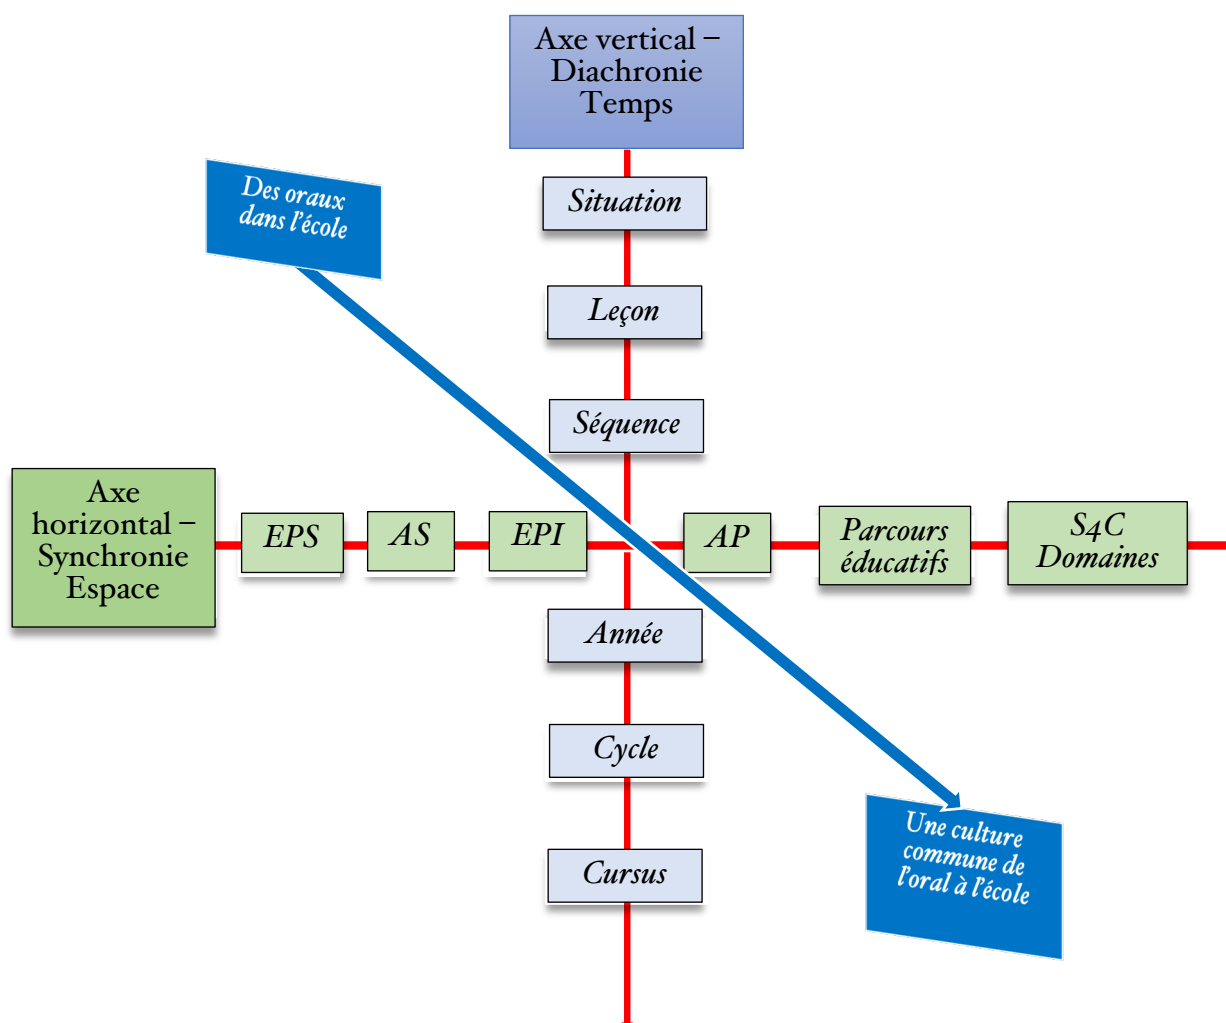 Axe vertical –
Diachronie
Temps
Des oraux
dans l'école
Situation
Leçon
Séquence
Axe
horizontal –
Synchronie
Espace
EPS
AS
EPI
AP
Parcours
éducatifs
S4C
Domaines
Année
Cycle
Cursus
Une culture
commune de
l'oral à l'école